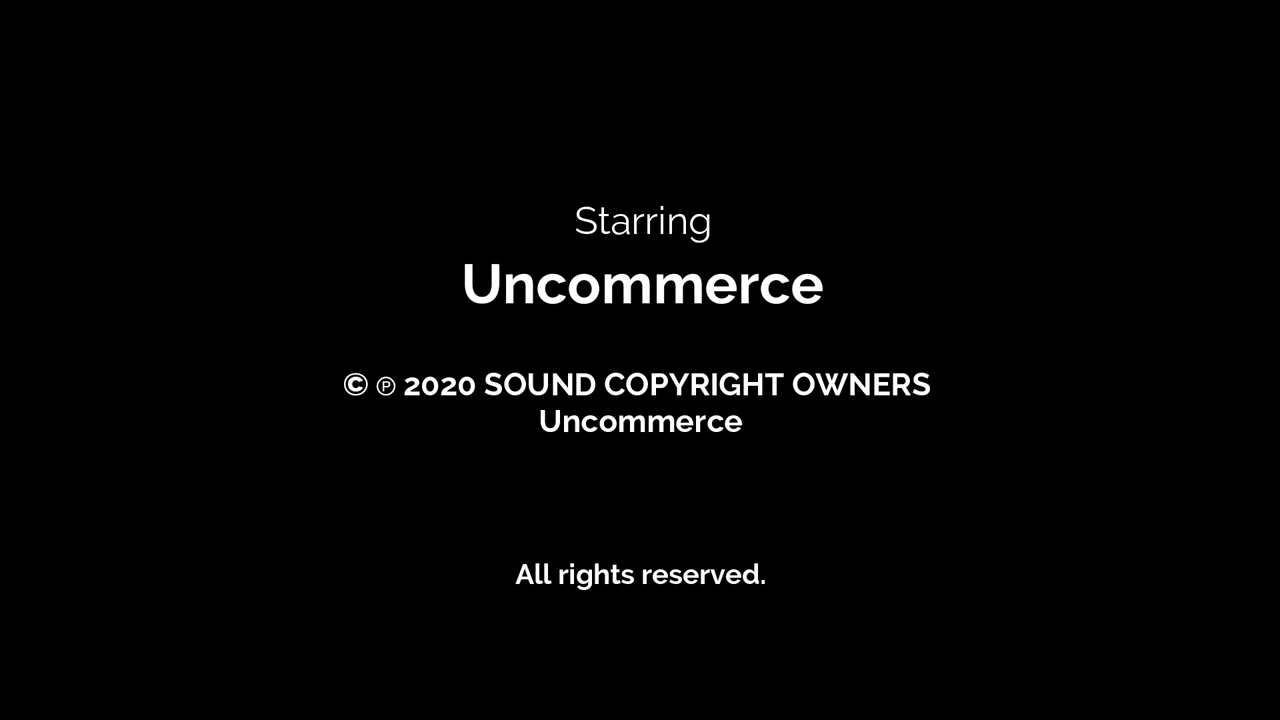 Starring
Uncommerce
© ℗ 2020 SOUND COPYRIGHT OWNERS
Uncommerce
All rights reserved.